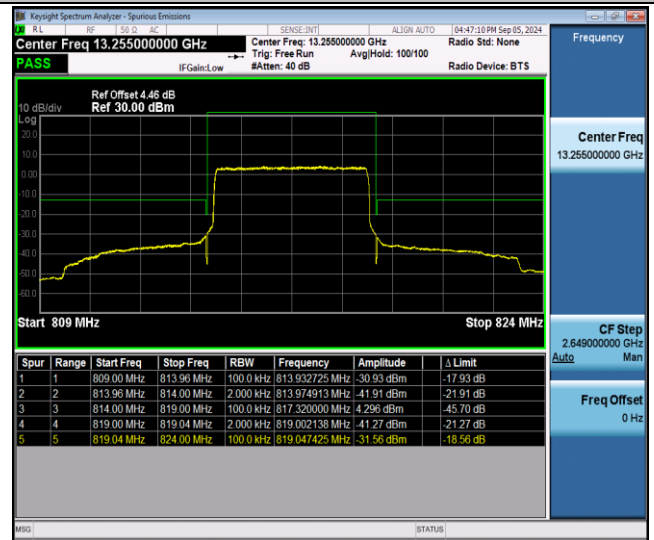 Keysight Spectrum Analyzer - Spurious Emissions
RL RF 50 Ω AC SENSE:INT ALIGN AUTO 04:47:10 PM Sep 05, 2024
Center Freq 13.255000000 GHz
Center Freq: 13.255000000 GHz
Radio Std: None
Trig: Free Run Avg|Hold: 100/100
PASS
IFGain:Low
#Atten: 40 dB
Radio Device: BTS
Ref Offset 4.46 dB
10 dB/div Ref 30.00 dBm
Log
20.0
10.0
0.00
-10.0
-20.0
-30.0
-40.0
-50.0
-60.0
Start 809 MHz Stop 824 MHz
Spur Range Start Freq Stop Freq RBW Frequency Amplitude Δ Limit
1 1 809.00 MHz 813.96 MHz 100.0 kHz 813.932725 MHz -30.93 dBm -17.93 dB
2 2 813.96 MHz 814.00 MHz 2.000 kHz 813.974913 MHz -41.91 dBm -21.91 dB
3 3 814.00 MHz 819.00 MHz 100.0 kHz 817.320000 MHz 4.296 dBm -45.70 dB
4 4 819.00 MHz 819.04 MHz 2.000 kHz 819.002138 MHz -41.27 dBm -21.27 dB
5 5 819.04 MHz 824.00 MHz 100.0 kHz 819.047425 MHz -31.56 dBm -18.56 dB
MSG STATUS
Frequency
Center Freq
13.255000000 GHz
CF Step
2.649000000 GHz
Auto Man
Freq Offset
0 Hz